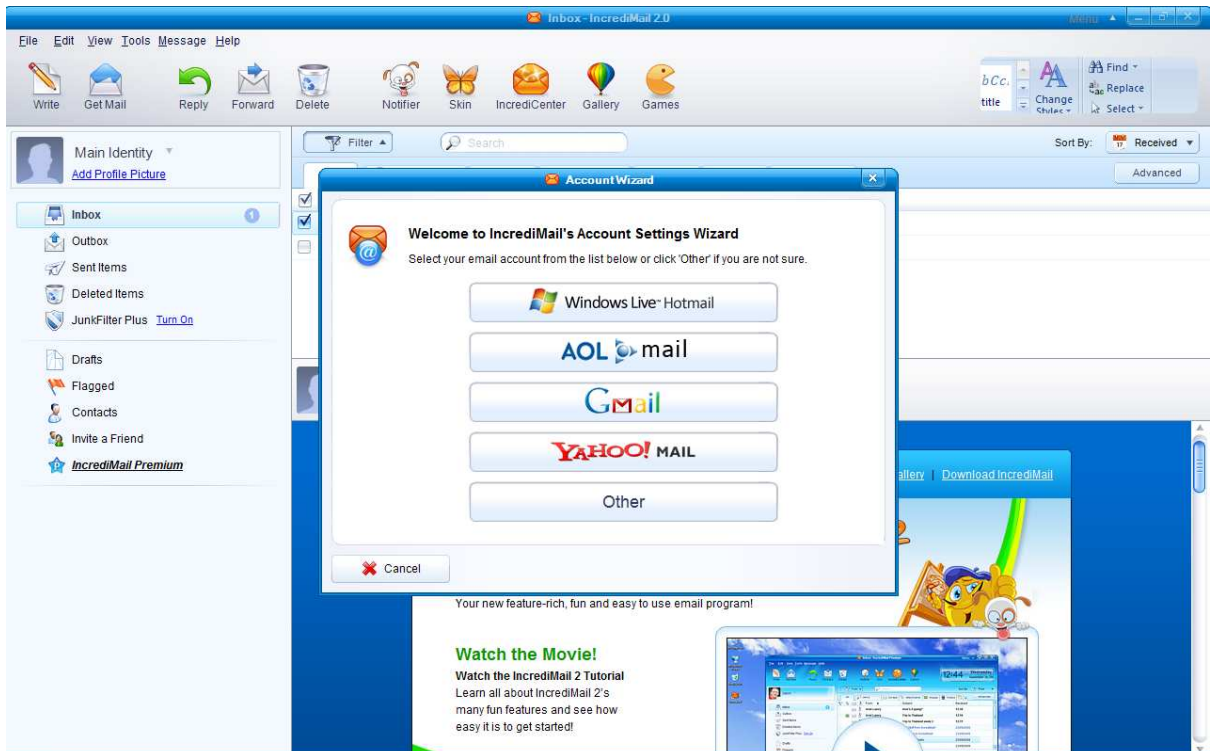 Inbox - IncrediMail 2.0
Menu
File Edit View Tools Message Help
Write Get Mail Reply Forward Delete Notifier Skin IncrediCenter Gallery Games
bCc.
title
Change
Styles
Find
Replace
Select
Main Identity
Add Profile Picture
Filter
Search
Sort By: Received
Advanced
Inbox 1
Outbox
Sent Items
Deleted Items
JunkFilter Plus Turn On
Drafts
Flagged
Contacts
Invite a Friend
IncrediMail Premium
Account Wizard
Welcome to IncrediMail's Account Settings Wizard
Select your email account from the list below or click 'Other' if you are not sure.
Windows Live Hotmail
AOL mail
Gmail
YAHOO! MAIL
Other
Cancel
allery | Download IncrediMail
2
Your new feature-rich, fun and easy to use email program!
Watch the Movie!
Watch the IncrediMail 2 Tutorial
Learn all about IncrediMail 2's
many fun features and see how
easy it is to get started!
12:44